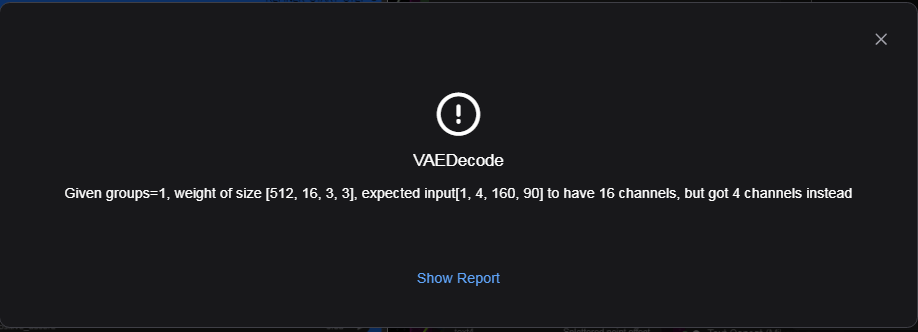 VAEDecode
Given groups=1, weight of size [512, 16, 3, 3], expected input[1, 4, 160, 90] to have 16 channels, but got 4 channels instead
Show Report